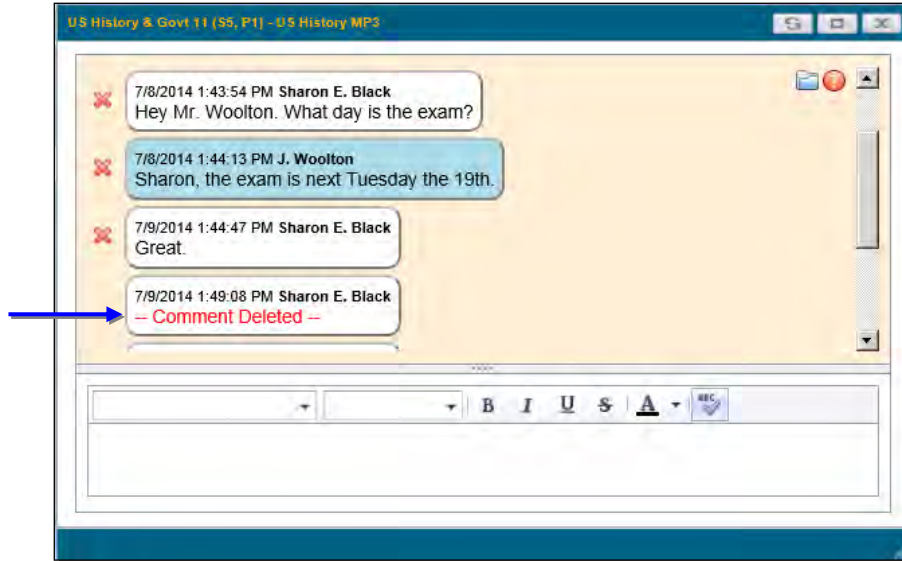 US History & Govt 11 (S5, P1) - US History MP3
7/8/2014 1:43:54 PM Sharon E. Black
Hey Mr. Woolton. What day is the exam?
7/8/2014 1:44:13 PM J. Woolton
Sharon, the exam is next Tuesday the 19th.
7/9/2014 1:44:47 PM Sharon E. Black
Great.
7/9/2014 1:49:08 PM Sharon E. Black
-- Comment Deleted --
B I U S A ABC